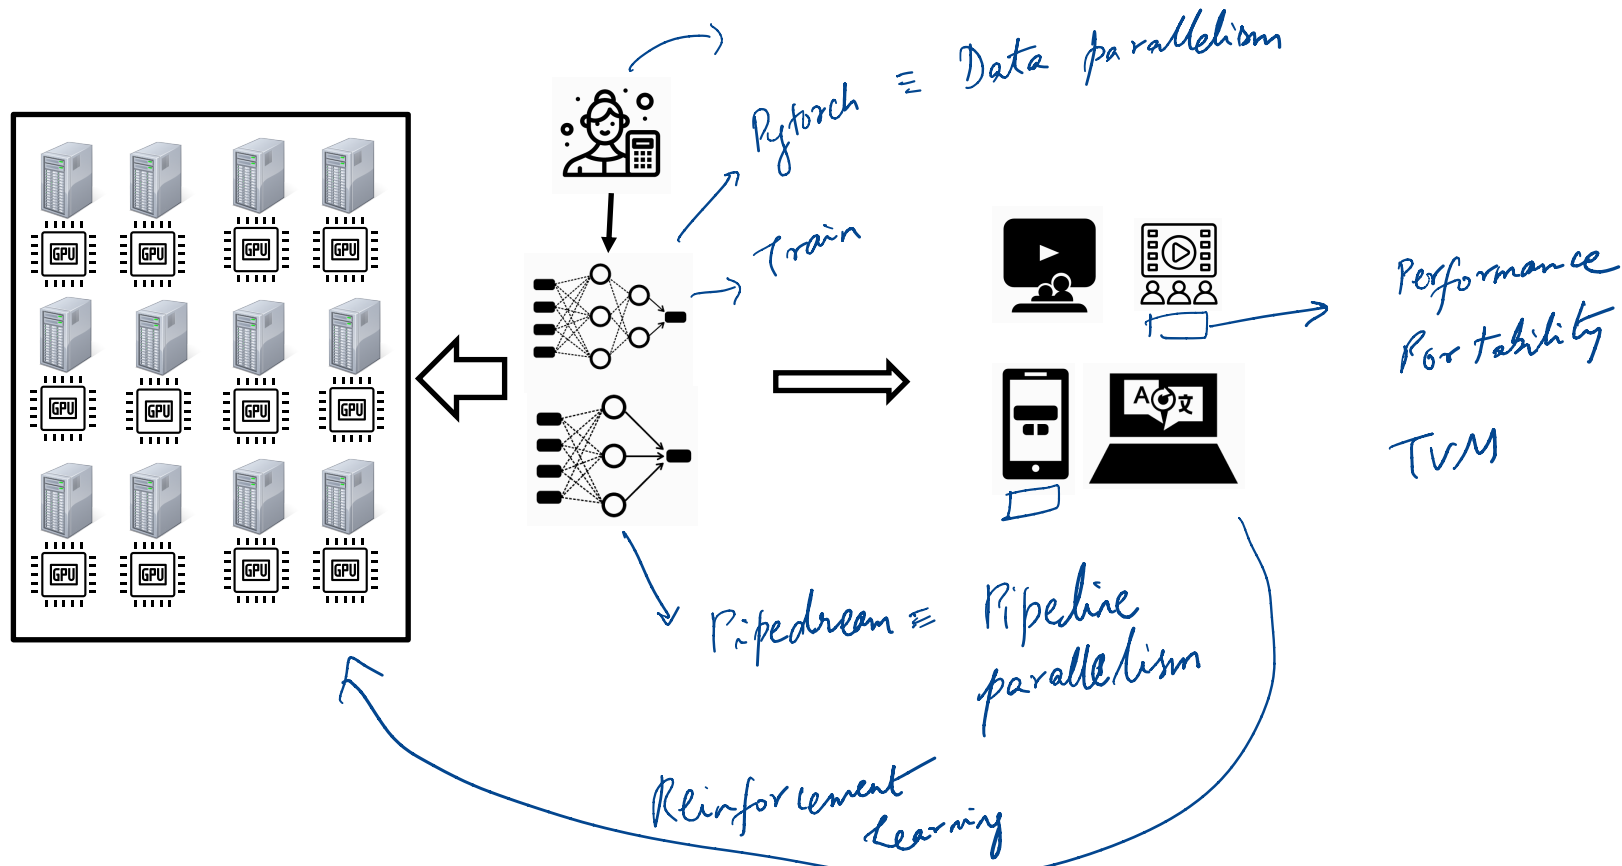 Pytorch ≡ Data parallelism
Train
GPU GPU GPU GPU
GPU GPU GPU GPU
GPU GPU GPU GPU
Performance
Portability
TVM
A 文
Pipedream ≡ Pipeline
parallelism
Reinforcement
Learning